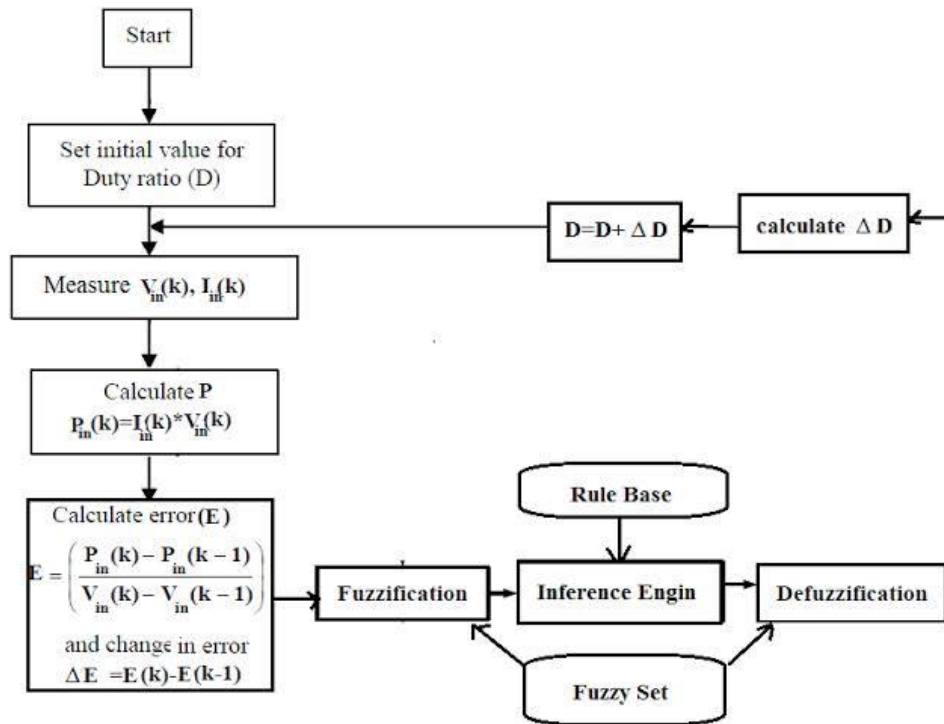 Start
Set initial value for
Duty ratio (D)
D=D+ Δ D
calculate Δ D
Measure V_in(k), I_in(k)
Calculate P
P_in(k)=I_in(k)*V_in(k)
Calculate error(E)
E = ( P_in(k) − P_in(k − 1) / V_in(k) − V_in(k − 1) )
and change in error
ΔE =E(k)-E(k-1)
Fuzzification
Rule Base
Inference Engin
Defuzzification
Fuzzy Set